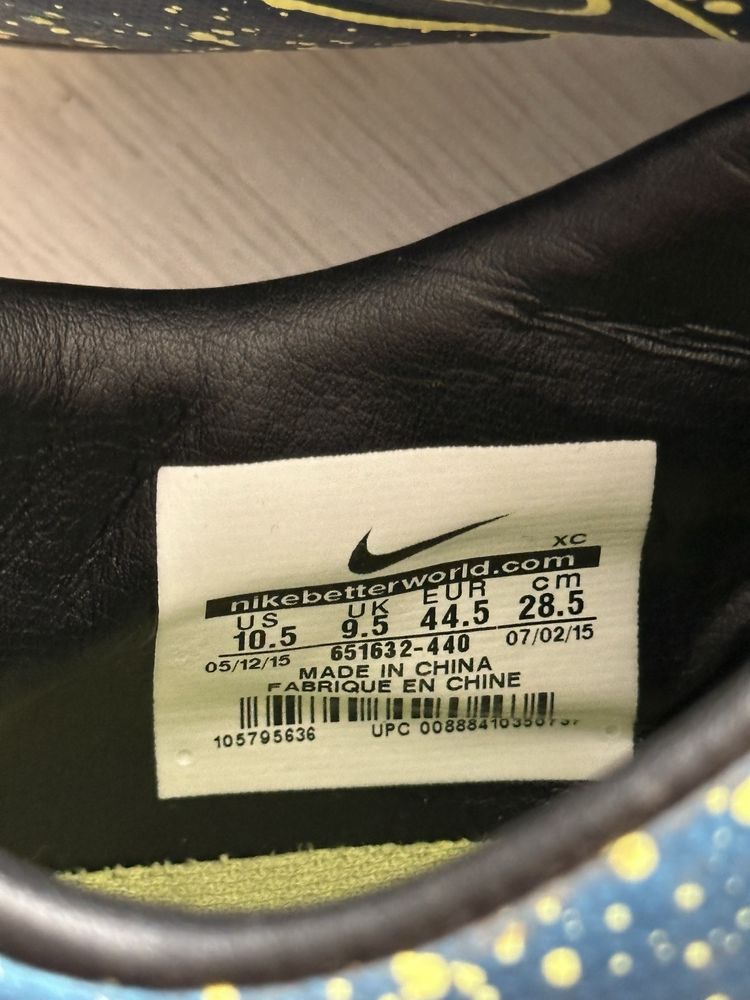 XC
nikebetterworld.com
US UK EUR cm
10.5 9.5 44.5 28.5
05/12/15 651632-440 07/02/15
MADE IN CHINA
FABRIQUE EN CHINE
105795636 UPC